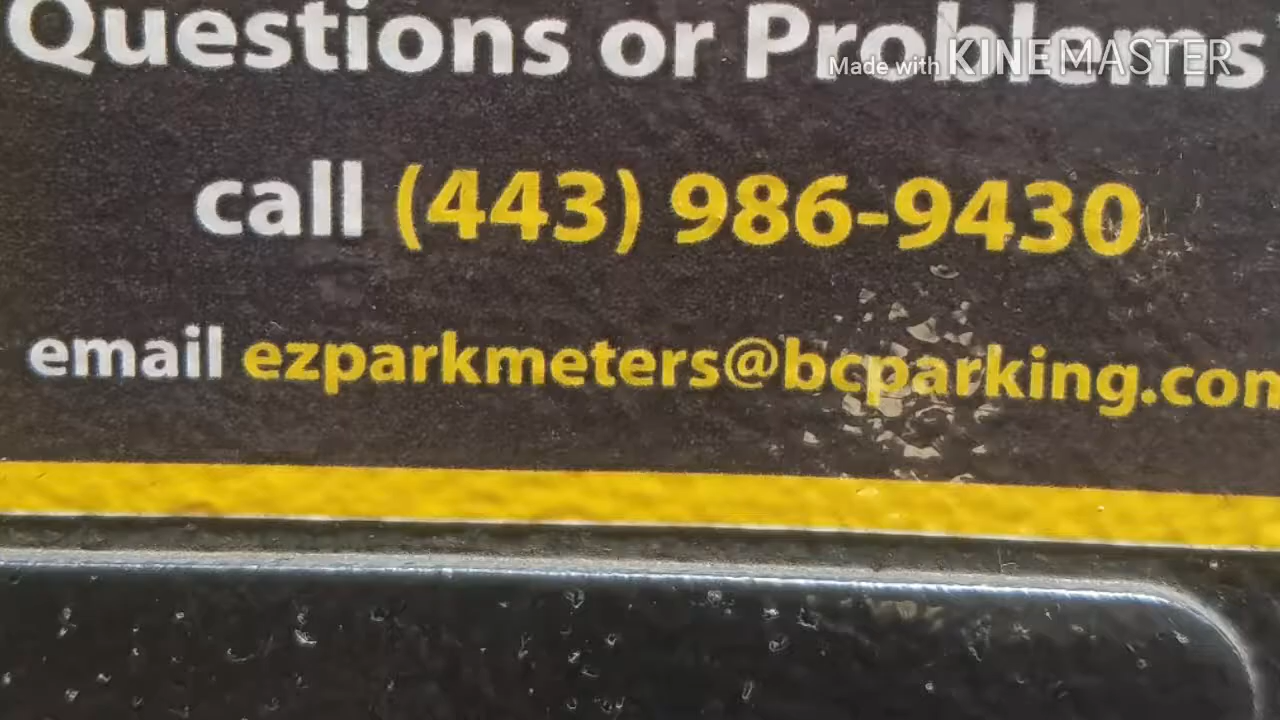 Questions or Problems
Made with KINEMASTER
call (443) 986-9430
email ezparkmeters@bcparking.com